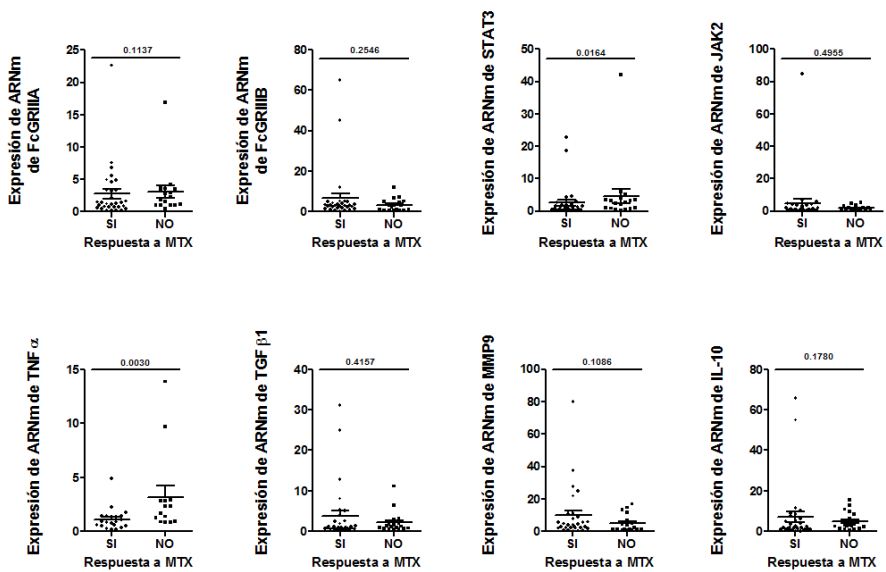 Expresión de ARNm
de FcGRIIIA
25
20
15
10
5
0
0.1137
SI
NO
Respuesta a MTX
Expresión de ARNm
de FcGRIIIB
80
60
40
20
0
0.2546
SI
NO
Respuesta a MTX
Expresión de ARNm de STAT3
50
40
30
20
10
0
0.0164
SI
NO
Respuesta a MTX
Expresión de ARNm de JAK2
100
80
60
40
20
0
0.4955
SI
NO
Respuesta a MTX
Expresión de ARNm de TNF α
15
10
5
0
0.0030
SI
NO
Respuesta a MTX
Expresión de ARNm de TGF β1
40
30
20
10
0
0.4157
SI
NO
Respuesta a MTX
Expresión de ARNm de MMP9
100
80
60
40
20
0
0.1086
SI
NO
Respuesta a MTX
Expresión de ARNm de IL-10
80
60
40
20
0
0.1780
SI
NO
Respuesta a MTX